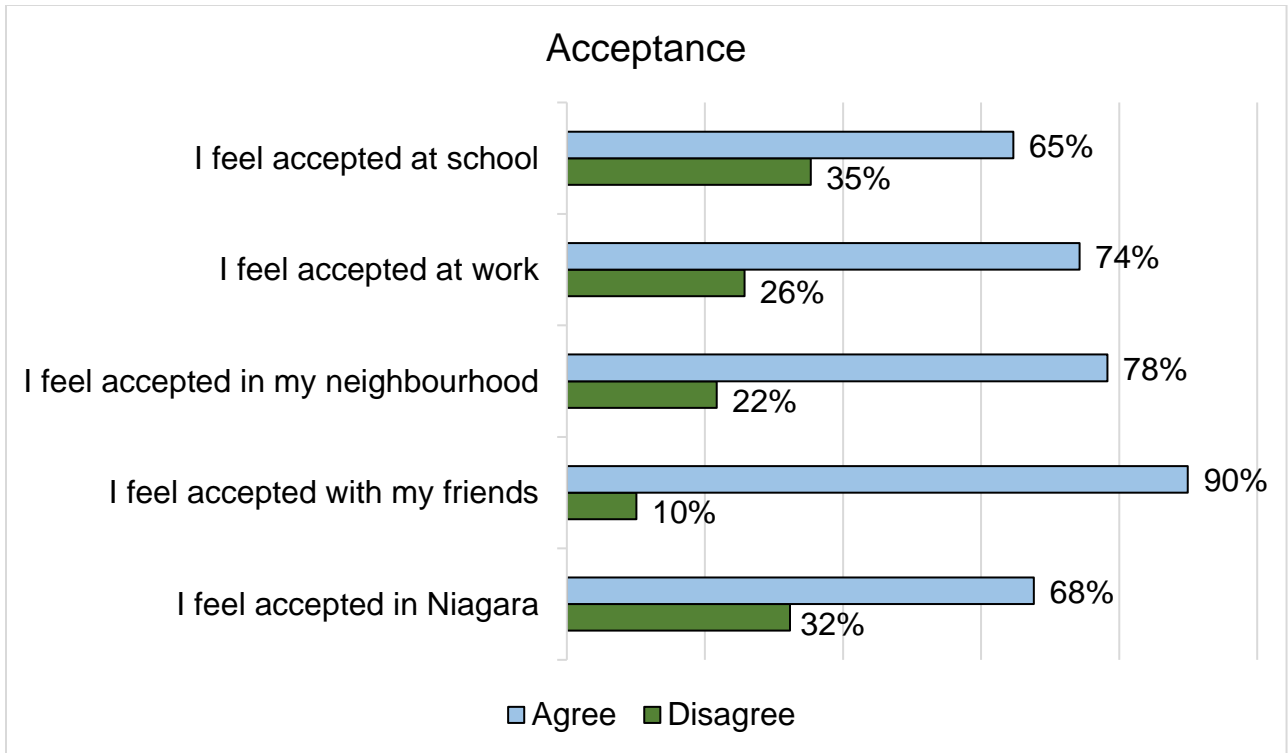 Acceptance
I feel accepted at school
65%
35%
I feel accepted at work
74%
26%
I feel accepted in my neighbourhood
78%
22%
I feel accepted with my friends
90%
10%
I feel accepted in Niagara
68%
32%
Agree Disagree